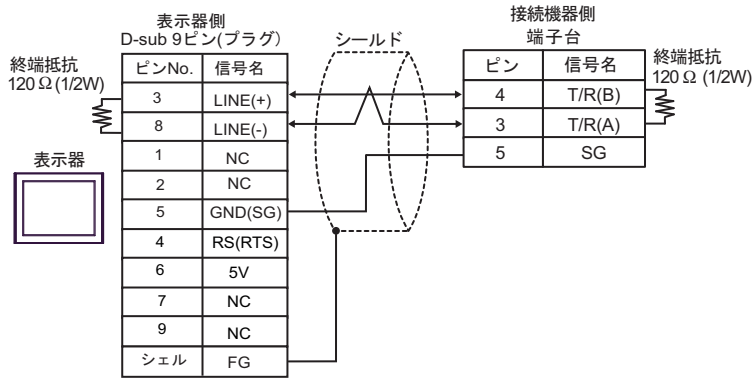 表示器側
D-sub 9ピン(プラグ)
シールド
接続機器側
端子台
終端抵抗
120Ω(1/2W)
ピンNo. 信号名
3 LINE(+)
8 LINE(-)
1 NC
2 NC
5 GND(SG)
4 RS(RTS)
6 5V
7 NC
9 NC
シェル FG
表示器
ピン 信号名
4 T/R(B)
3 T/R(A)
5 SG
終端抵抗
120Ω (1/2W)